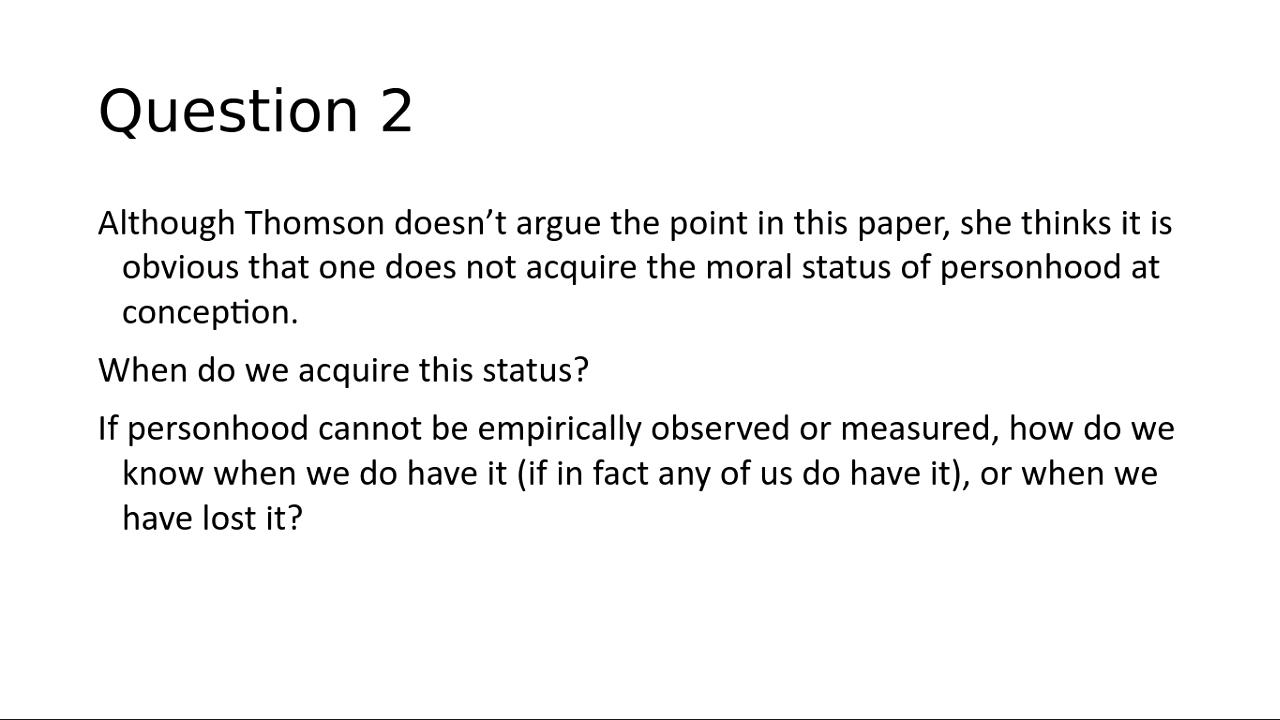 Question 2
Although Thomson doesn’t argue the point in this paper, she thinks it is
obvious that one does not acquire the moral status of personhood at
conception.
When do we acquire this status?
If personhood cannot be empirically observed or measured, how do we
know when we do have it (if in fact any of us do have it), or when we
have lost it?